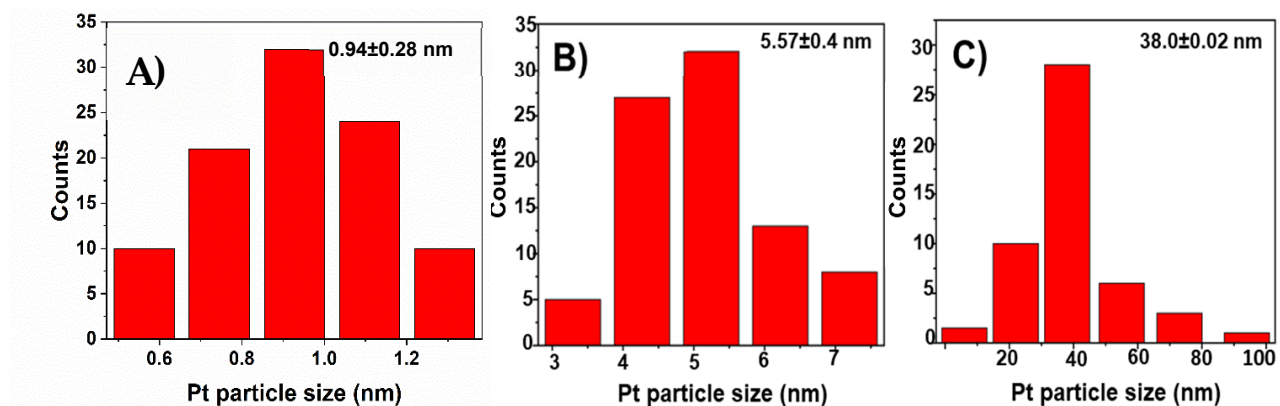 A)
0.94±0.28 nm
Counts
35
30
25
20
15
10
5
0
0.6 0.8 1.0 1.2
Pt particle size (nm)
B)
5.57±0.4 nm
Counts
35
30
25
20
15
10
5
0
3 4 5 6 7
Pt particle size (nm)
C)
38.0±0.02 nm
Counts
30
25
20
15
10
5
0
20 40 60 80 100
Pt particle size (nm)